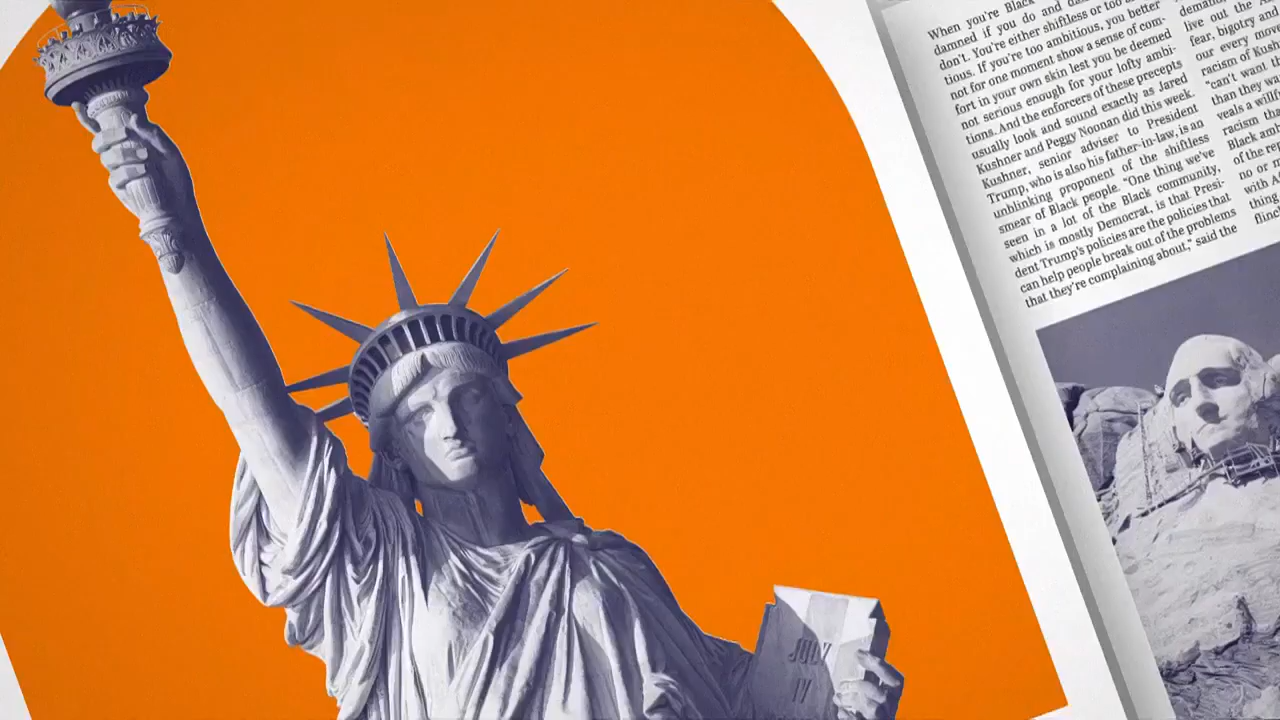 When you're Black
damned if you do and da
don't. You're either shiftless or too
tious. If you're too ambitious, you better
not for one moment show a sense of com-
fort in your own skin lest you be deemed
not serious enough for your lofty ambi-
tions. And the enforcers of these precepts
usually look and sound exactly as Jared
Kushner and Peggy Noonan did this week.
Kushner, senior adviser to President
Trump, who is also his father-in-law, is an
unblinking proponent of the shiftless
smear of Black people. "One thing we've
seen in a lot of the Black community,
which is mostly Democrat, is that Presi-
dent Trump's policies are the policies that
can help people break out of the problems
that they're complaining about," said the
live out the
fear, bigotry and
our every move
racism of Kush
"can't want th
than they wa
veals a willf
racism tha
Black amb
of the rep
no or n
with A
thing
JULY
IV